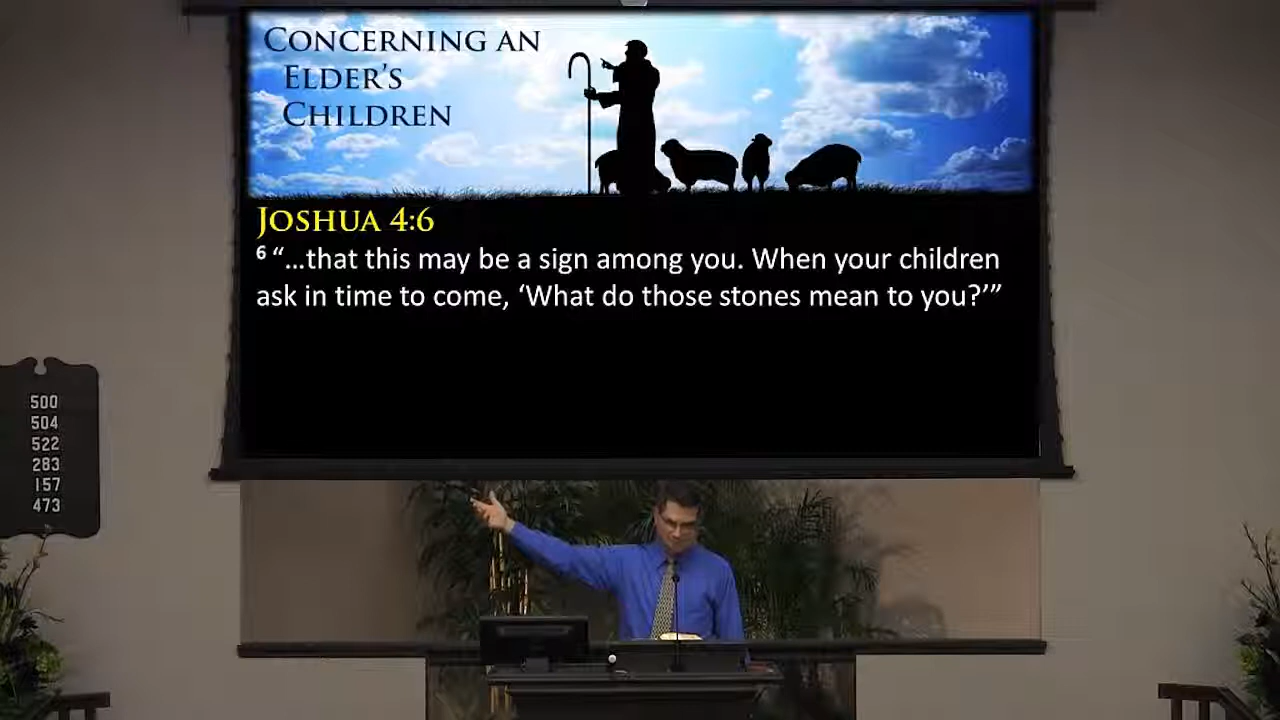 CONCERNING AN
ELDER'S
CHILDREN
JOSHUA 4:6
6 “…that this may be a sign among you. When your children
ask in time to come, ‘What do those stones mean to you?’”
500
504
522
283
157
473